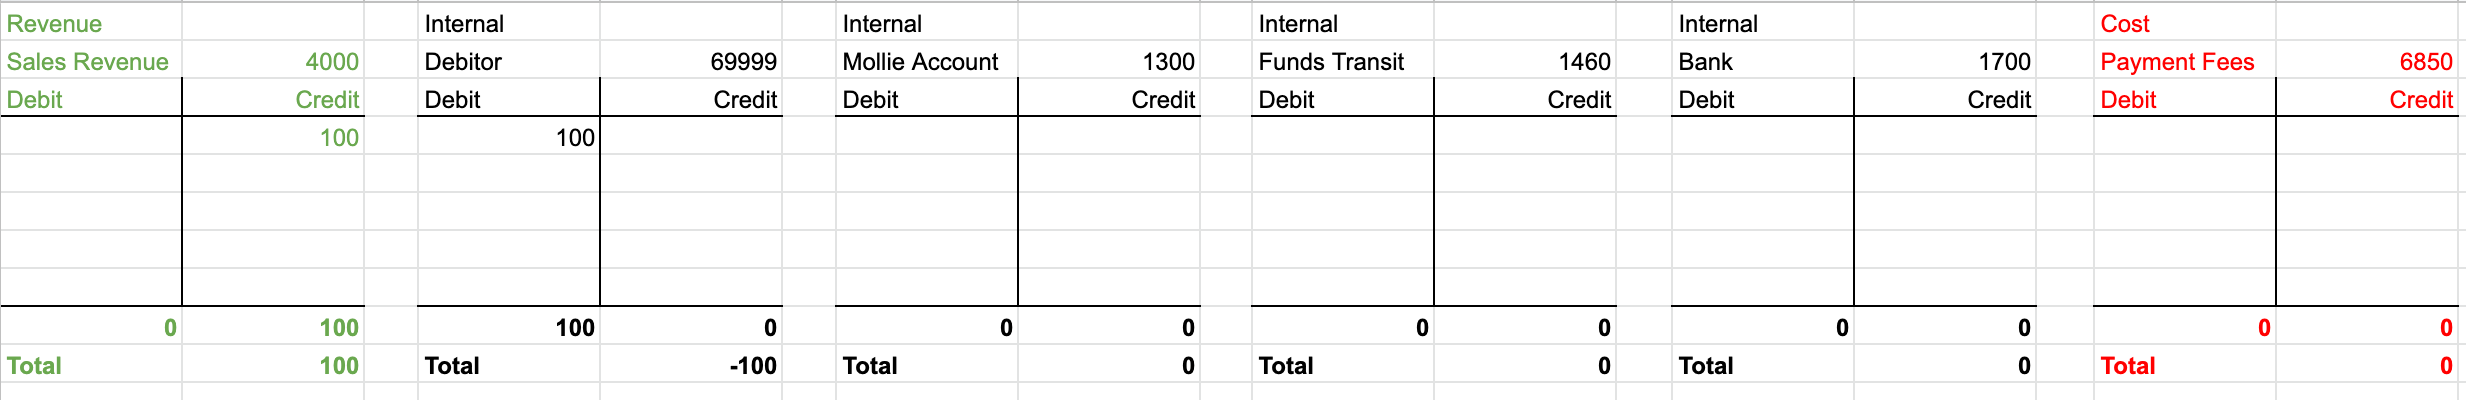 Revenue Internal Internal Internal Internal Cost
Sales Revenue 4000 Debitor 69999 Mollie Account 1300 Funds Transit 1460 Bank 1700 Payment Fees 6850
Debit Credit Debit Credit Debit Credit Debit Credit Debit Credit Debit Credit
100 100
0 100 100 0 0 0 0 0 0 0 0 0
Total 100 Total -100 Total 0 Total 0 Total 0 Total 0